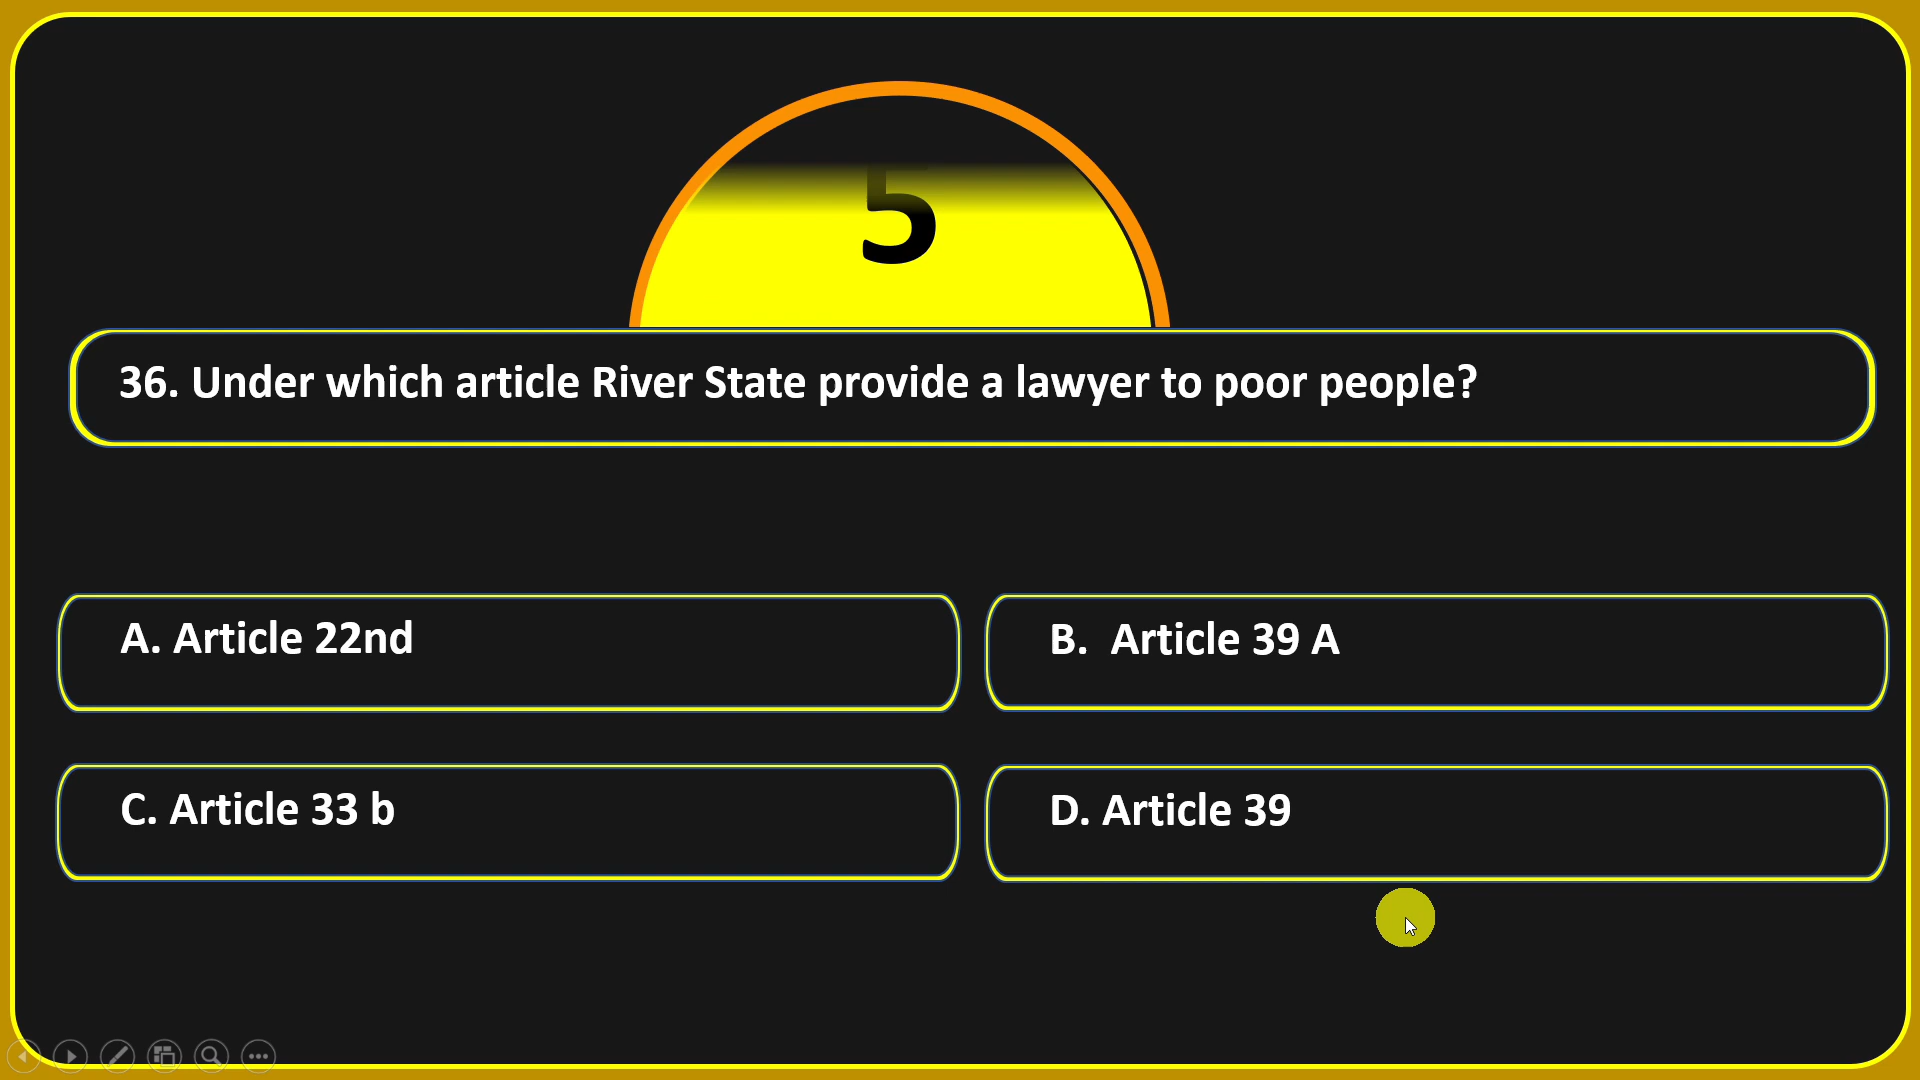 5
36. Under which article River State provide a lawyer to poor people?
A. Article 22nd
B. Article 39 A
C. Article 33 b
D. Article 39